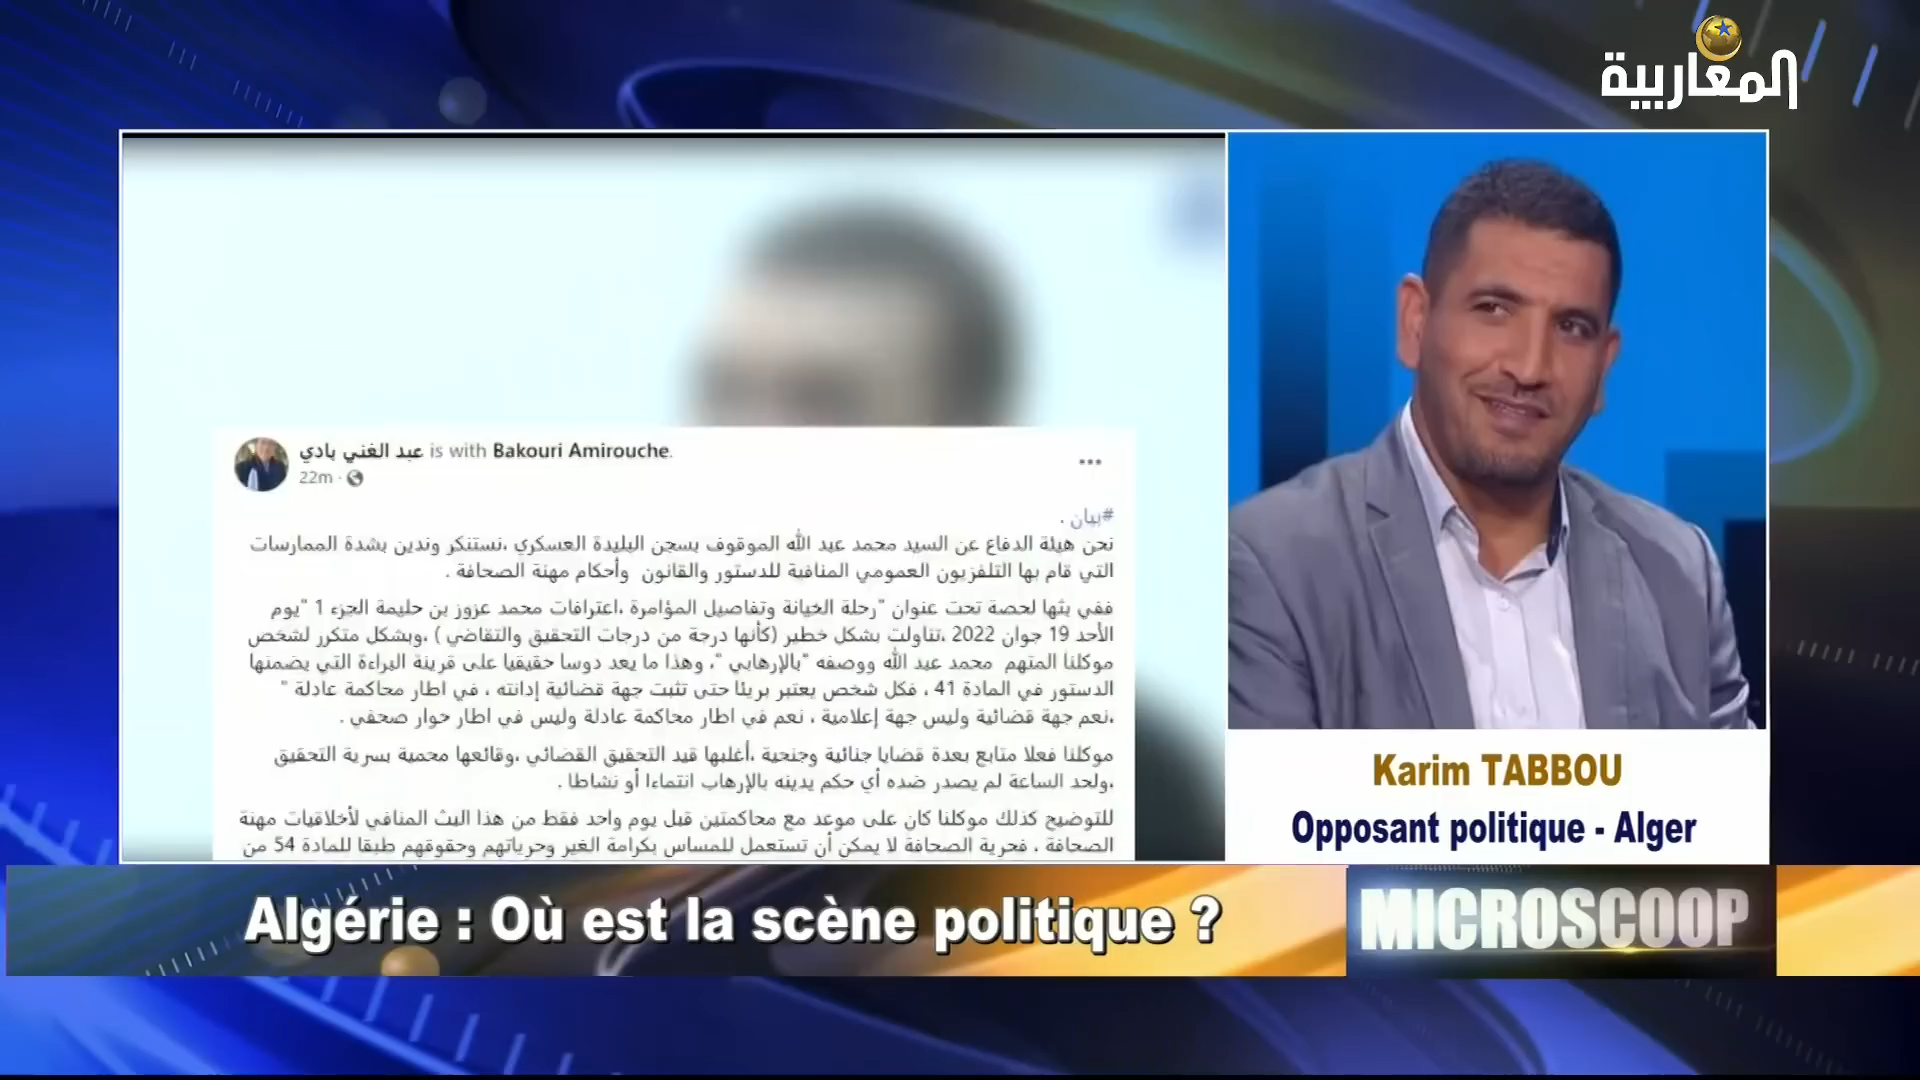 المغاربية
عبد الغني بادي is with Bakouri Amirouche.
22m ·
#بيان .
نحن هيئة الدفاع عن السيد محمد عبد الله الموقوف بسجن البليدة العسكري ،نستنكر وندين بشدة الممارسات
التي قام بها التلفزيون العمومي المنافية للدستور والقانون وأحكام مهنة الصحافة .
ففي بثها لحصة تحت عنوان "رحلة الخيانة وتفاصيل المؤامرة ،اعترافات محمد عزوز بن حليمة الجزء 1 "يوم
الأحد 19 جوان 2022 ،تناولت بشكل خطير (كأنها درجة من درجات التحقيق والتقاضي ) ،وبشكل متكرر لشخص
موكلنا المتهم محمد عبد الله ووصفه "بالإرهابي "، وهذا ما يعد دوسا حقيقيا على قرينة البراءة التي يضمنها
الدستور في المادة 41 ، فكل شخص يعتبر بريئا حتى تثبت جهة قضائية إدانته ، في اطار محاكمة عادلة "
،نعم جهة قضائية وليس جهة إعلامية ، نعم في اطار محاكمة عادلة وليس في اطار حوار صحفي .
موكلنا فعلا متابع بعدة قضايا جنائية وجنحية ،أغلبها قيد التحقيق القضائي ،وقائعها محمية بسرية التحقيق
،ولحد الساعة لم يصدر ضده أي حكم يدينه بالإرهاب انتماءا أو نشاطا .
للتوضيح كذلك موكلنا كان على موعد مع محاكمتين قبل يوم واحد فقط من هذا البث المنافي لأخلاقيات مهنة
الصحافة ، فحرية الصحافة لا يمكن أن تستعمل للمساس بكرامة الغير وحرياتهم وحقوقهم طبقا للمادة 54 من
Karim TABBOU
Opposant politique - Alger
Algérie : Où est la scène politique ?
MICROSCOOP